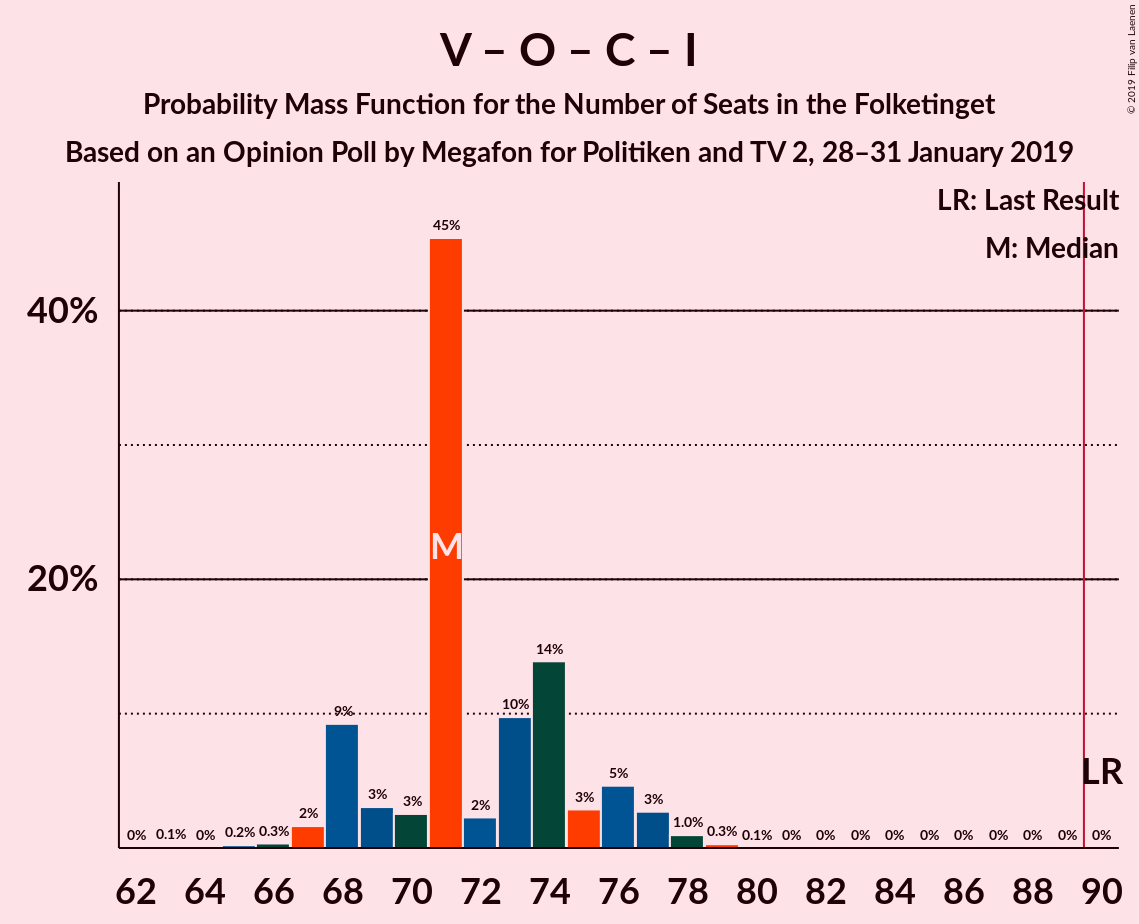 V – O – C – I
Probability Mass Function for the Number of Seats in the Folketinget
Based on an Opinion Poll by Megafon for Politiken and TV 2, 28–31 January 2019
© 2019 Filip van Laenen
LR: Last Result
M: Median
40%
20%
0% 0.1% 0% 0.2% 0.3% 2% 9% 3% 3% 45% 2% 10% 14% 3% 5% 3% 1.0% 0.3% 0.1% 0% 0% 0% 0% 0% 0% 0% 0% 0% 0%
M
LR
62 64 66 68 70 72 74 76 78 80 82 84 86 88 90